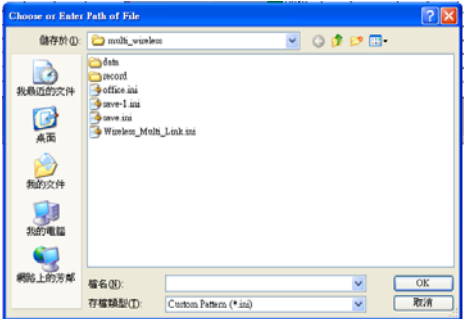 Choose or Enter Path of File
儲存於(I):
multi_wireless
data
record
office.ini
save-1.ini
save.ini
Wireless_Multi_Link.ini
我最近的文件
桌面
我的文件
我的電腦
網路上的芳鄰
檔名(N):
OK
存檔類型(T):
Custom Pattern (*.ini)
取消